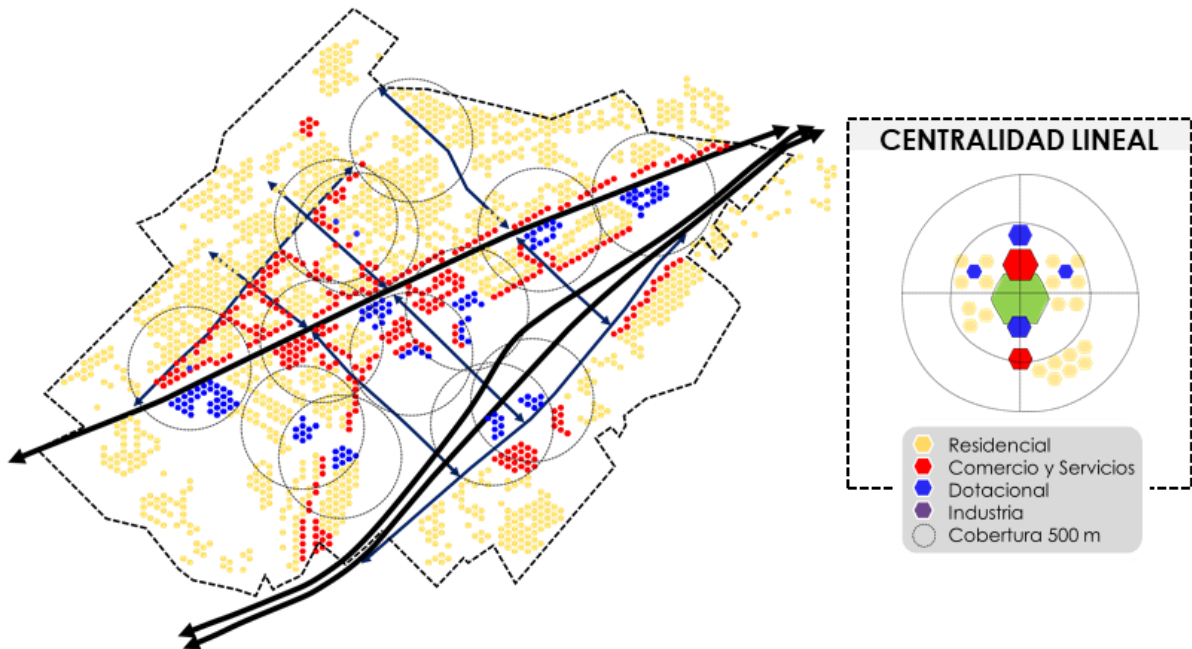 CENTRALIDAD LINEAL
Residencial
Comercio y Servicios
Dotacional
Industria
Cobertura 500 m